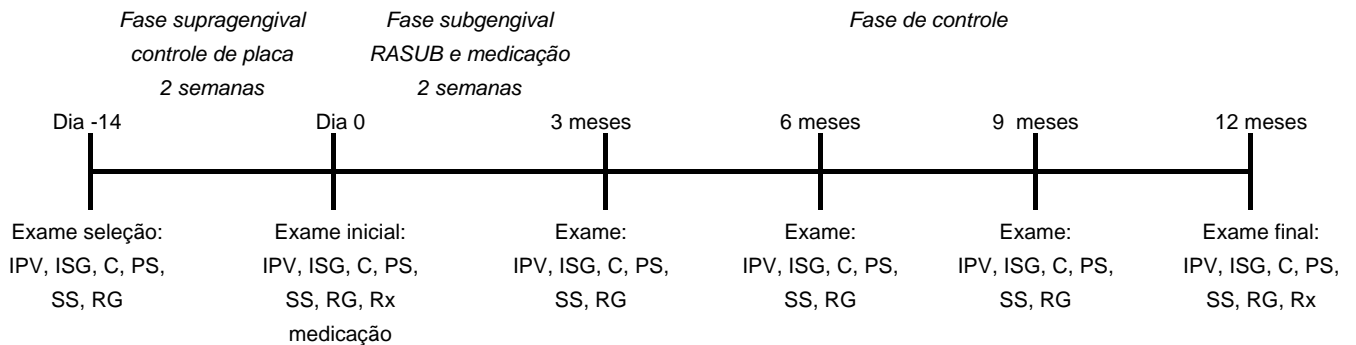 Fase supragengival
controle de placa
2 semanas
Fase subgengival
RASUB e medicação
2 semanas
Fase de controle
Dia -14
Dia 0
3 meses
6 meses
9 meses
12 meses
Exame seleção:
IPV, ISG, C, PS,
SS, RG
Exame inicial:
IPV, ISG, C, PS,
SS, RG, Rx
medicação
Exame:
IPV, ISG, C, PS,
SS, RG
Exame:
IPV, ISG, C, PS,
SS, RG
Exame:
IPV, ISG, C, PS,
SS, RG
Exame final:
IPV, ISG, C, PS,
SS, RG, Rx